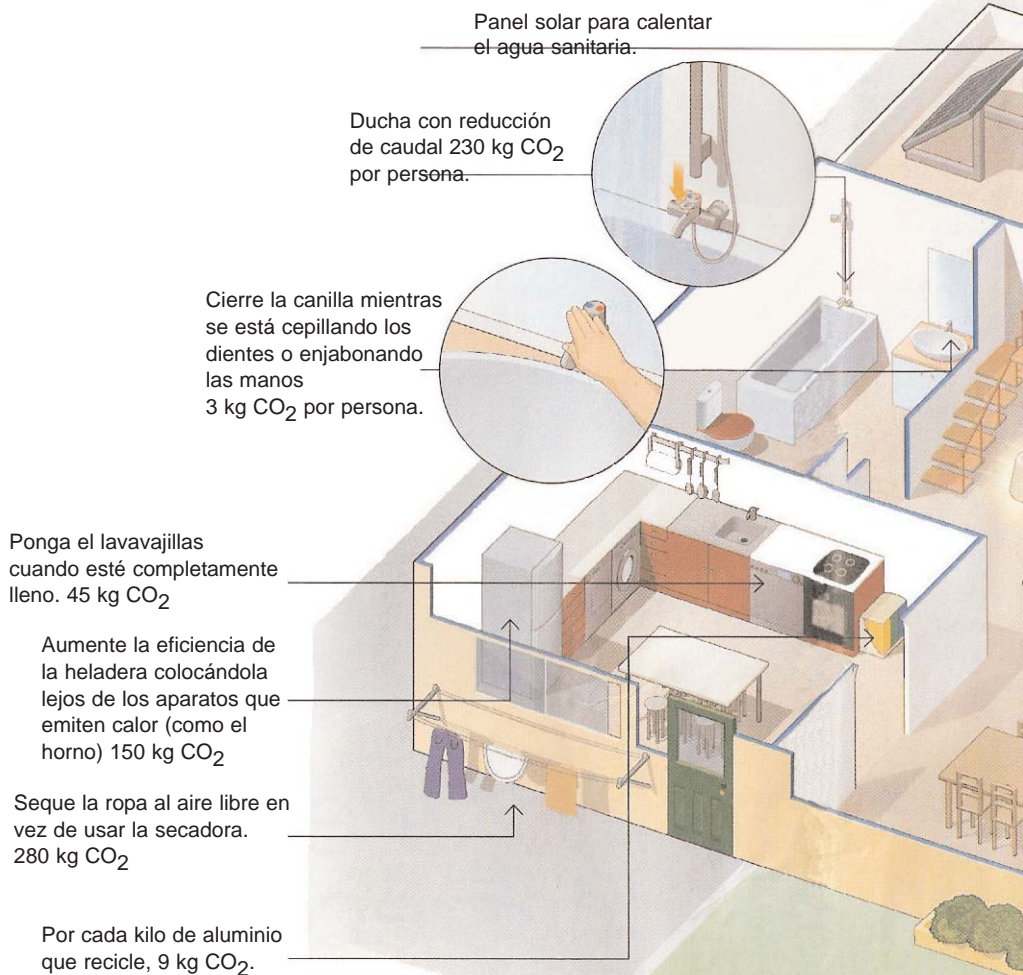 Panel solar para calentar
el agua sanitaria.
Ducha con reducción
de caudal 230 kg CO2
por persona.
Cierre la canilla mientras
se está cepillando los
dientes o enjabonando
las manos
3 kg CO2 por persona.
Ponga el lavavajillas
cuando esté completamente
lleno. 45 kg CO2
Aumente la eficiencia de
la heladera colocándola
lejos de los aparatos que
emiten calor (como el
horno) 150 kg CO2
Seque la ropa al aire libre en
vez de usar la secadora.
280 kg CO2
Por cada kilo de aluminio
que recicle, 9 kg CO2.